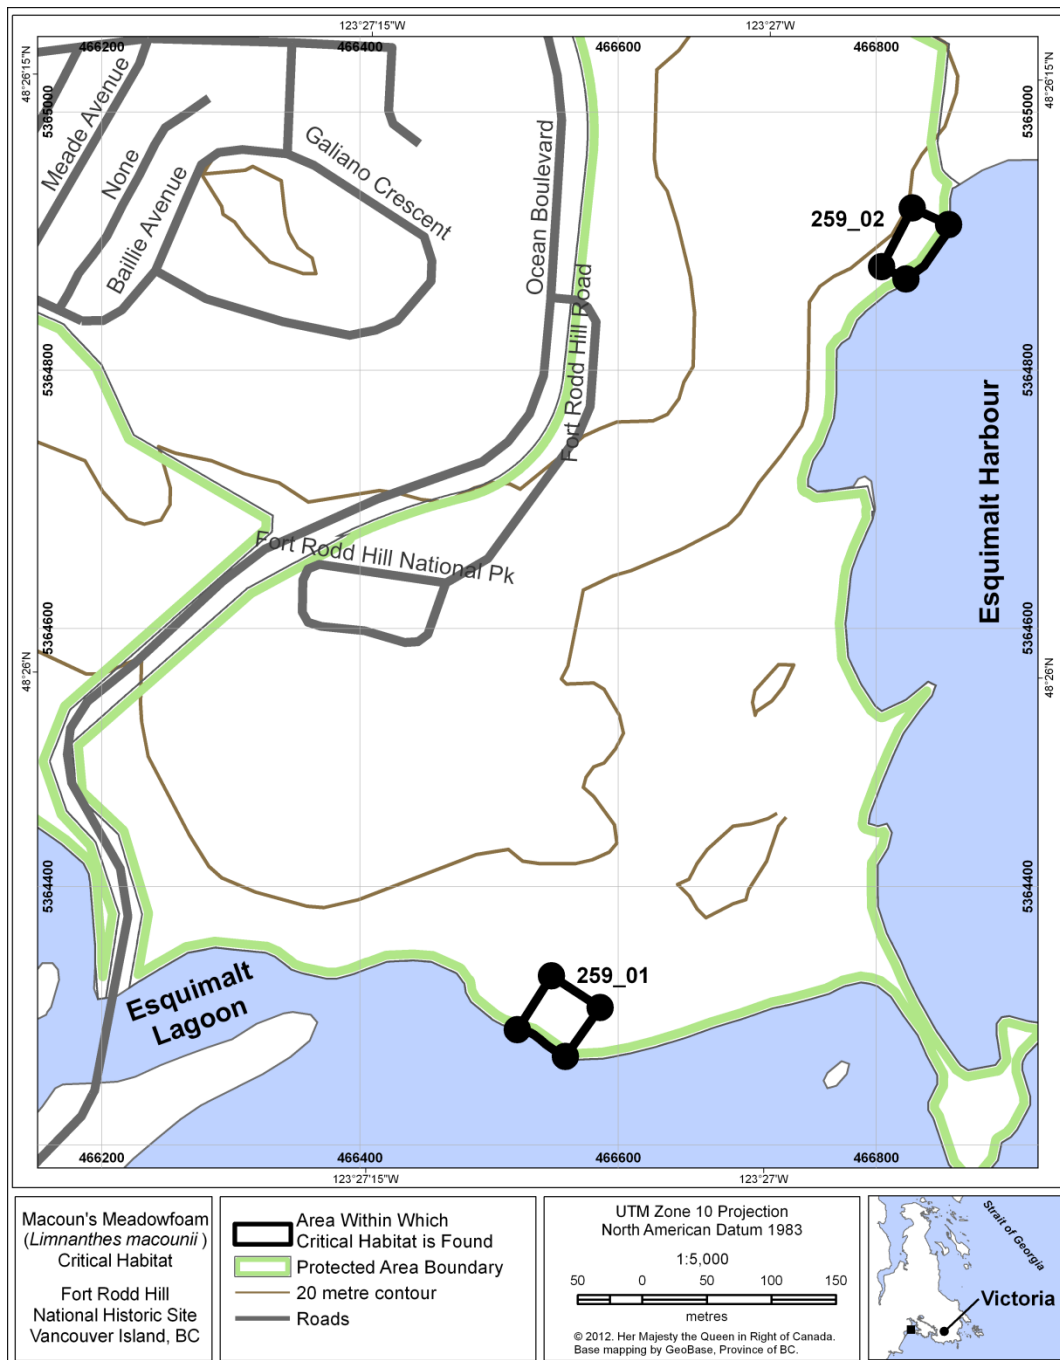 123°27'15"W
123°27'W
466200
466400
466600
466800
48°26'15"N
48°26'15"N
5365000
5365000
Meade Avenue
None
Baillie Avenue
Galiano Crescent
Ocean Boulevard
Fort Rodd Hill Road
259_02
5364800
5364800
Esquimalt Harbour
Fort Rodd Hill National Pk
5364600
5364600
48°26'N
48°26'N
5364400
5364400
259_01
Esquimalt
Lagoon
466200
466400
466600
466800
123°27'15"W
123°27'W
Macoun's Meadowfoam
(Limnanthes macounii)
Critical Habitat
Fort Rodd Hill
National Historic Site
Vancouver Island, BC
Area Within Which
Critical Habitat is Found
Protected Area Boundary
20 metre contour
Roads
UTM Zone 10 Projection
North American Datum 1983
1:5,000
50 0 50 100 150
metres
© 2012. Her Majesty the Queen in Right of Canada.
Base mapping by GeoBase, Province of BC.
Strait of Georgia
Victoria